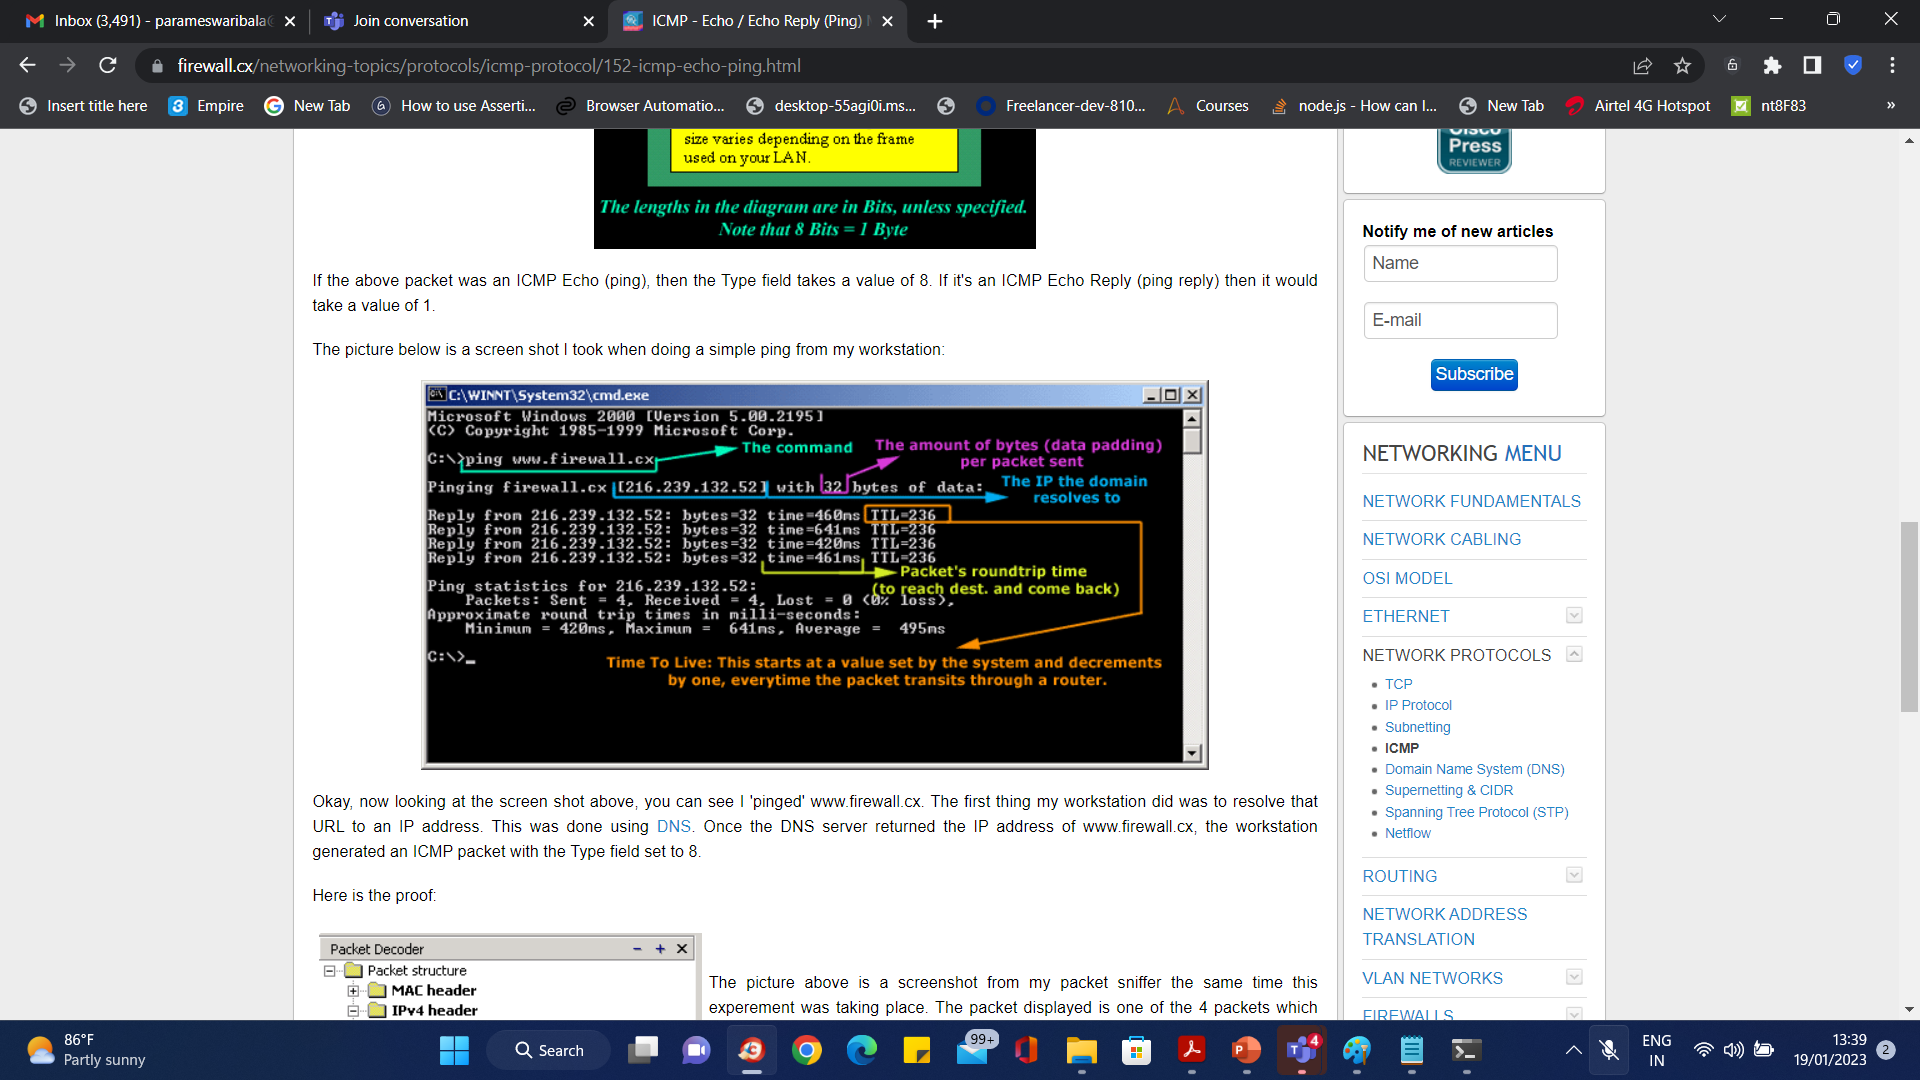 Inbox (3,491) - parameswaribala
Join conversation
ICMP - Echo / Echo Reply (Ping)
firewall.cx/networking-topics/protocols/icmp-protocol/152-icmp-echo-ping.html
Insert title here
Empire
New Tab
How to use Asserti...
Browser Automatio...
desktop-55agi0i.ms...
Freelancer-dev-810...
Courses
node.js - How can I...
New Tab
Airtel 4G Hotspot
nt8F83
»
size varies depending on the frame
used on your LAN.
The lengths in the diagram are in Bits, unless specified.
Note that 8 Bits = 1 Byte
If the above packet was an ICMP Echo (ping), then the Type field takes a value of 8. If it's an ICMP Echo Reply (ping reply) then it would
take a value of 1.
The picture below is a screen shot I took when doing a simple ping from my workstation:
C:\WINNT\System32\cmd.exe
Microsoft Windows 2000 [Version 5.00.2195]
(C) Copyright 1985-1999 Microsoft Corp.
The command
The amount of bytes (data padding)
per packet sent
C:\>ping www.firewall.cx
Pinging firewall.cx [216.239.132.52] with 32 bytes of data:
The IP the domain
resolves to
Reply from 216.239.132.52: bytes=32 time=460ms TTL=236
Reply from 216.239.132.52: bytes=32 time=641ms TTL=236
Reply from 216.239.132.52: bytes=32 time=420ms TTL=236
Reply from 216.239.132.52: bytes=32 time=461ms TTL=236
Packet's roundtrip time
(to reach dest. and come back)
Ping statistics for 216.239.132.52:
Packets: Sent = 4, Received = 4, Lost = 0 (0% loss),
Approximate round trip times in milli-seconds:
Minimum = 420ms, Maximum = 641ms, Average = 495ms
C:\>_
Time To Live: This starts at a value set by the system and decrements
by one, everytime the packet transits through a router.
Okay, now looking at the screen shot above, you can see I 'pinged' www.firewall.cx. The first thing my workstation did was to resolve that
URL to an IP address. This was done using DNS. Once the DNS server returned the IP address of www.firewall.cx, the workstation
generated an ICMP packet with the Type field set to 8.
Here is the proof:
Packet Decoder
Packet structure
MAC header
IPv4 header
The picture above is a screenshot from my packet sniffer the same time this
experement was taking place. The packet displayed is one of the 4 packets which
Cisco
Press
REVIEWER
Notify me of new articles
Name
E-mail
Subscribe
NETWORKING MENU
NETWORK FUNDAMENTALS
NETWORK CABLING
OSI MODEL
ETHERNET
NETWORK PROTOCOLS
TCP
IP Protocol
Subnetting
ICMP
Domain Name System (DNS)
Supernetting & CIDR
Spanning Tree Protocol (STP)
Netflow
ROUTING
NETWORK ADDRESS
TRANSLATION
VLAN NETWORKS
FIREWALLS
86°F
Partly sunny
Search
99+
4
ENG
IN
13:39
19/01/2023
2